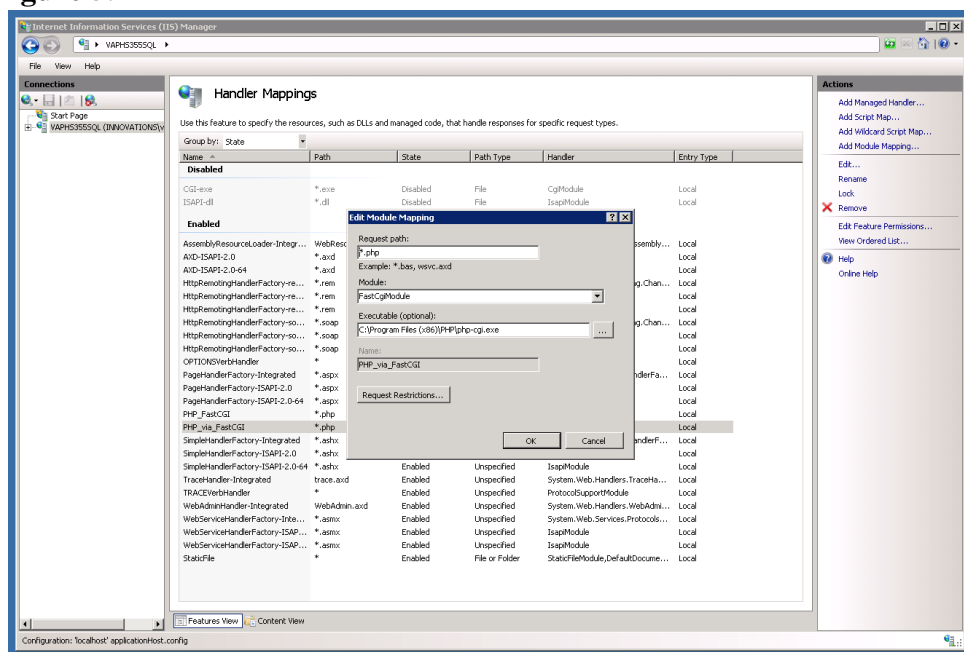 Internet Information Services (IIS) Manager
VAPHS355SQL
File View Help
Connections
Start Page
VAPHS355SQL (INNOVATIONS\v
Handler Mappings
Use this feature to specify the resources, such as DLLs and managed code, that handle responses for specific request types.
Group by: State
Name Path State Path Type Handler Entry Type
Disabled
CGI-exe *.exe Disabled File CgiModule Local
ISAPI-dll *.dll Disabled File IsapiModule Local
Enabled
AssemblyResourceLoader-Integr... WebReso ssembly... Local
AXD-ISAPI-2.0 *.axd Local
AXD-ISAPI-2.0-64 *.axd Local
HttpRemotingHandlerFactory-re... *.rem g.Chan... Local
HttpRemotingHandlerFactory-re... *.rem Local
HttpRemotingHandlerFactory-re... *.rem Local
HttpRemotingHandlerFactory-so... *.soap g.Chan... Local
HttpRemotingHandlerFactory-so... *.soap Local
HttpRemotingHandlerFactory-so... *.soap Local
OPTIONSVerbHandler * Local
PageHandlerFactory-Integrated *.aspx ndlerFa... Local
PageHandlerFactory-ISAPI-2.0 *.aspx Local
PageHandlerFactory-ISAPI-2.0-64 *.aspx Local
PHP_FastCGI *.php Local
PHP_via_FastCGI *.php Local
SimpleHandlerFactory-Integrated *.ashx andlerF... Local
SimpleHandlerFactory-ISAPI-2.0 *.ashx Local
SimpleHandlerFactory-ISAPI-2.0-64 *.ashx Enabled Unspecified IsapiModule Local
TraceHandler-Integrated trace.axd Enabled Unspecified System.Web.Handlers.TraceHa... Local
TRACEVerbHandler * Enabled Unspecified ProtocolSupportModule Local
WebAdminHandler-Integrated WebAdmin.axd Enabled Unspecified System.Web.Handlers.WebAdmi... Local
WebServiceHandlerFactory-Inte... *.asmx Enabled Unspecified System.Web.Services.Protocols... Local
WebServiceHandlerFactory-ISAP... *.asmx Enabled Unspecified IsapiModule Local
WebServiceHandlerFactory-ISAP... *.asmx Enabled Unspecified IsapiModule Local
StaticFile * Enabled File or Folder StaticFileModule,DefaultDocume... Local
Edit Module Mapping
Request path:
*.php
Example: *.bas, wsvc.axd
Module:
FastCgiModule
Executable (optional):
C:\Program Files (x86)\PHP\php-cgi.exe
...
Name:
PHP_via_FastCGI
Request Restrictions...
OK Cancel
Actions
Add Managed Handler...
Add Script Map...
Add Wildcard Script Map...
Add Module Mapping...
Edit...
Rename
Lock
Remove
Edit Feature Permissions...
View Ordered List...
Help
Online Help
Features View Content View
Configuration: 'localhost' applicationHost.config